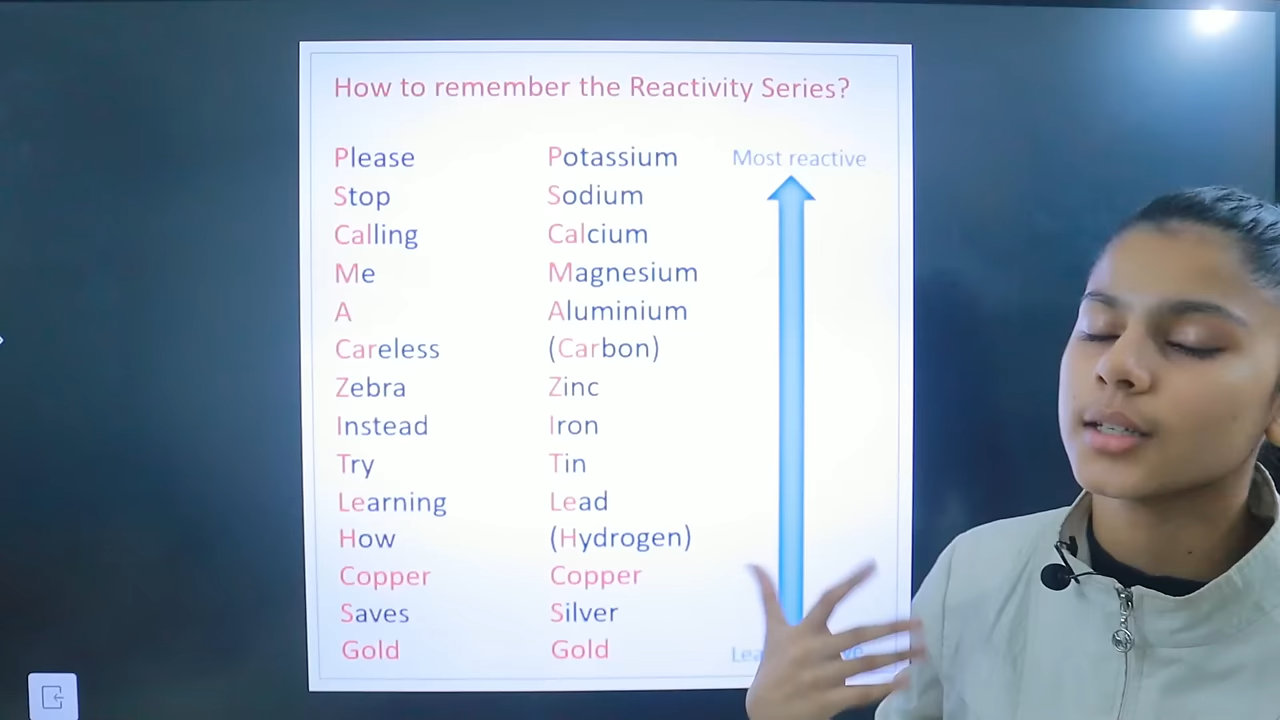 How to remember the Reactivity Series?
Please Potassium Most reactive
Stop Sodium
Calling Calcium
Me Magnesium
A Aluminium
Careless (Carbon)
Zebra Zinc
Instead Iron
Try Tin
Learning Lead
How (Hydrogen)
Copper Copper
Saves Silver
Gold Gold